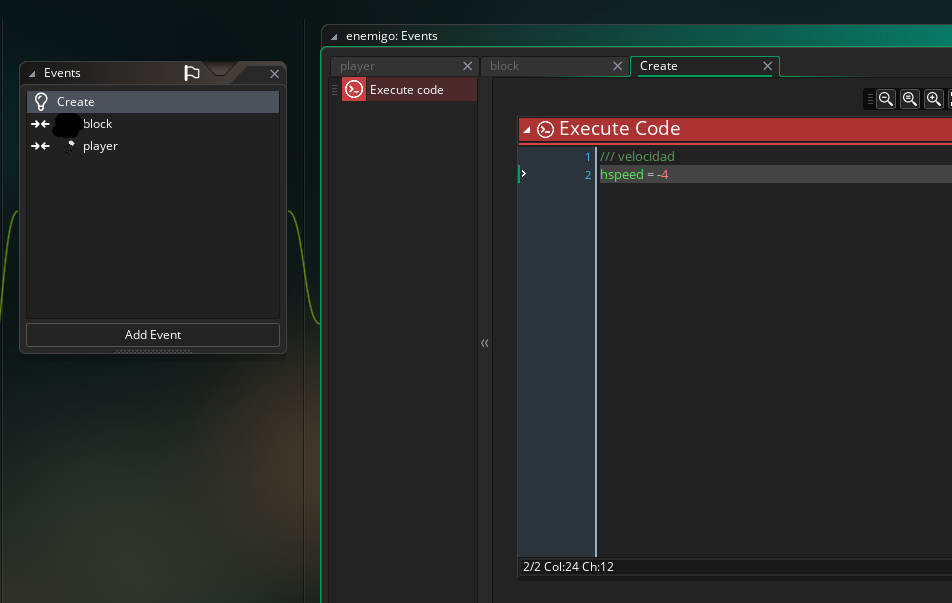 enemigo: Events
Events
Create
block
player
Add Event
player
block
Create
Execute code
«
Execute Code
1 /// velocidad
2 hspeed = -4
2/2 Col:24 Ch:12